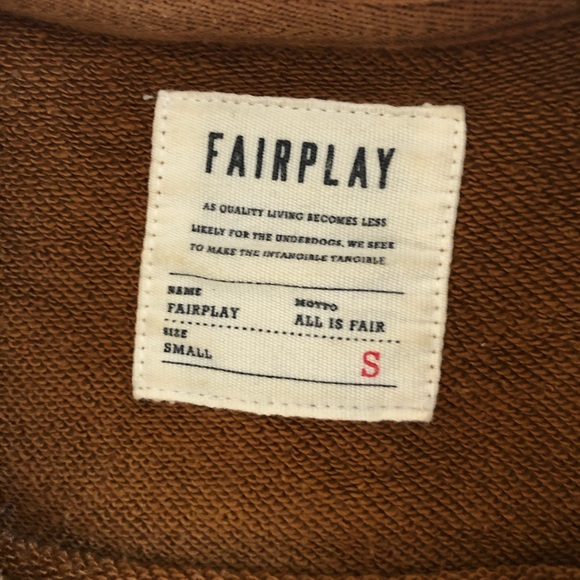 FAIRPLAY
AS QUALITY LIVING BECOMES LESS
LIKELY FOR THE UNDERDOGS, WE SEEK
TO MAKE THE INTANGIBLE TANGIBLE
NAME MOTTO
FAIRPLAY ALL IS FAIR
SIZE
SMALL S